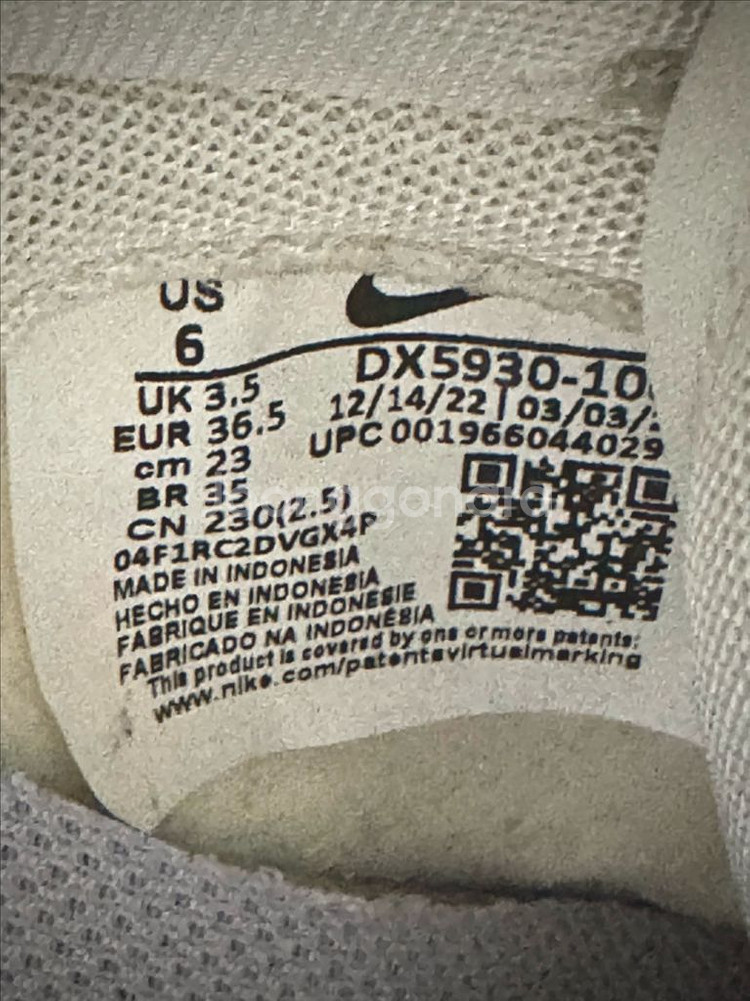 US
6
DX5930-10
UK 3.5
12/14/22 | 03/03/
EUR 36.5
UPC 001966044029
cm 23
BR 35
CN 230(2.5)
04F1RC2DVGX4P
MADE IN INDONESIA
HECHO EN INDONESIA
FABRIQUE EN INDONESIE
FABRICADO NA INDONÉSIA
This product is covered by one or more patents:
www.nike.com/patentsvirtualmarking